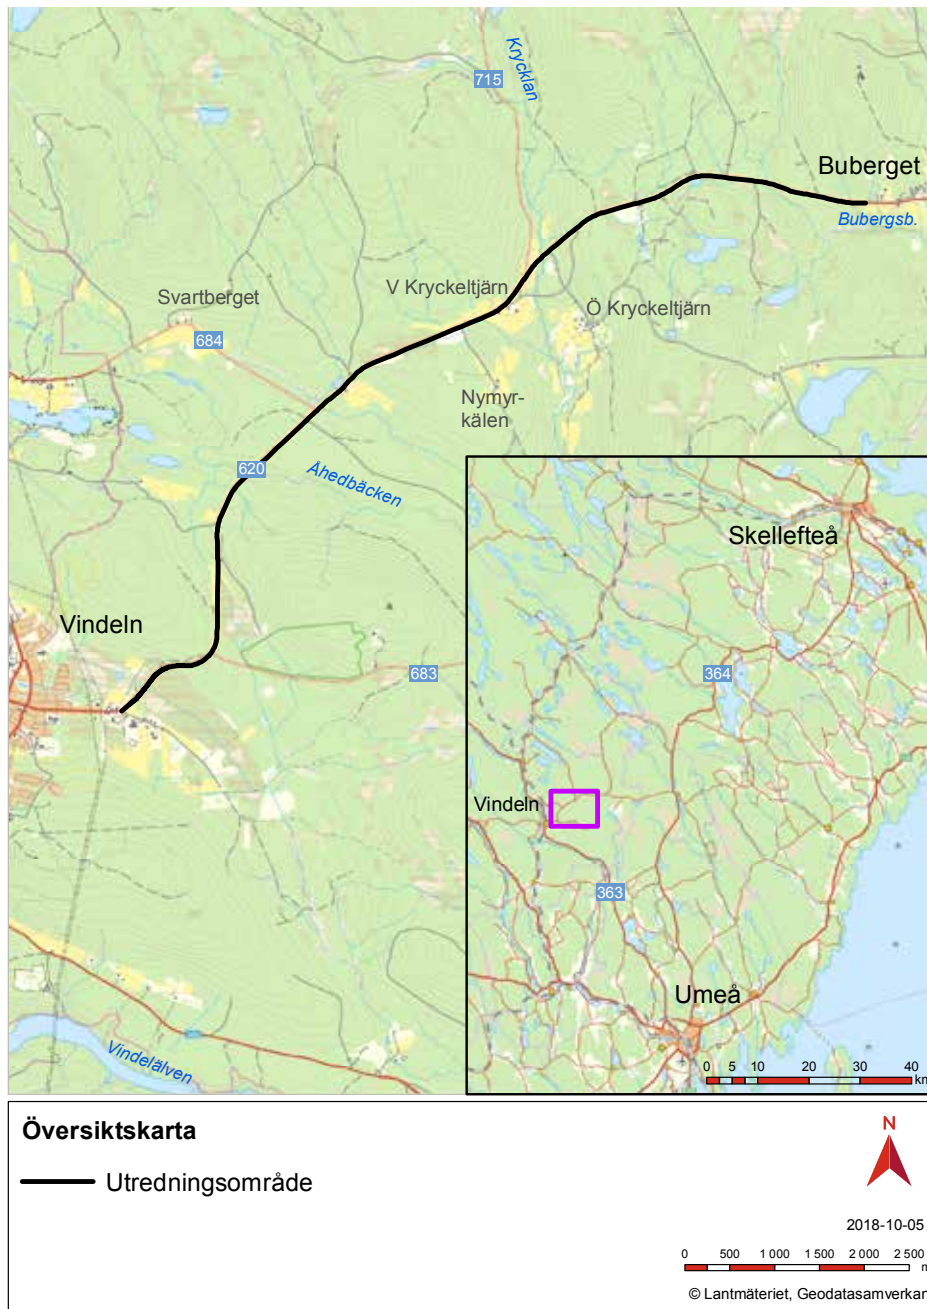 Krycklan
715
Buberget
Bubergsb.
V Kryckeltjärn
Svartberget
Ö Kryckeltjärn
684
Nymyr-
kälen
620
Åhedbäcken
Vindeln
683
Vindelälven
Skellefteå
364
Vindeln
363
Umeå
0 5 10 20 30 40
km
Översiktskarta
Utredningsområde
N
2018-10-05
0 500 1 000 1 500 2 000 2 500
m
© Lantmäteriet, Geodatasamverkan